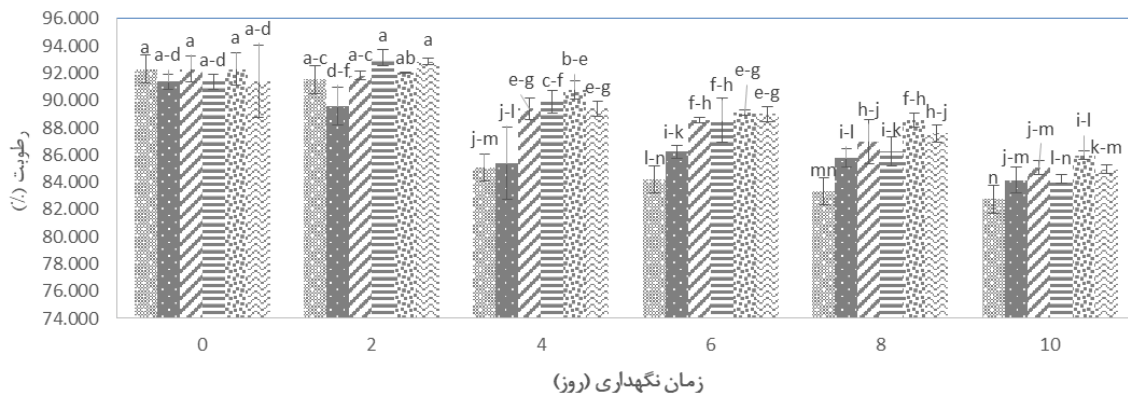 96.000
94.000
92.000
90.000
88.000
86.000
84.000
82.000
80.000
78.000
76.000
74.000
رطوبت (٪)
a a-d a a-d a a-d
a-c d-f a-c a ab a
j-m j-l e-g c-f b-e e-g
l-n i-k f-h f-h e-g e-g
mn i-l h-j i-k f-h h-j
n j-m j-m l-n i-l k-m
0 2 4 6 8 10
زمان نگهداری (روز)